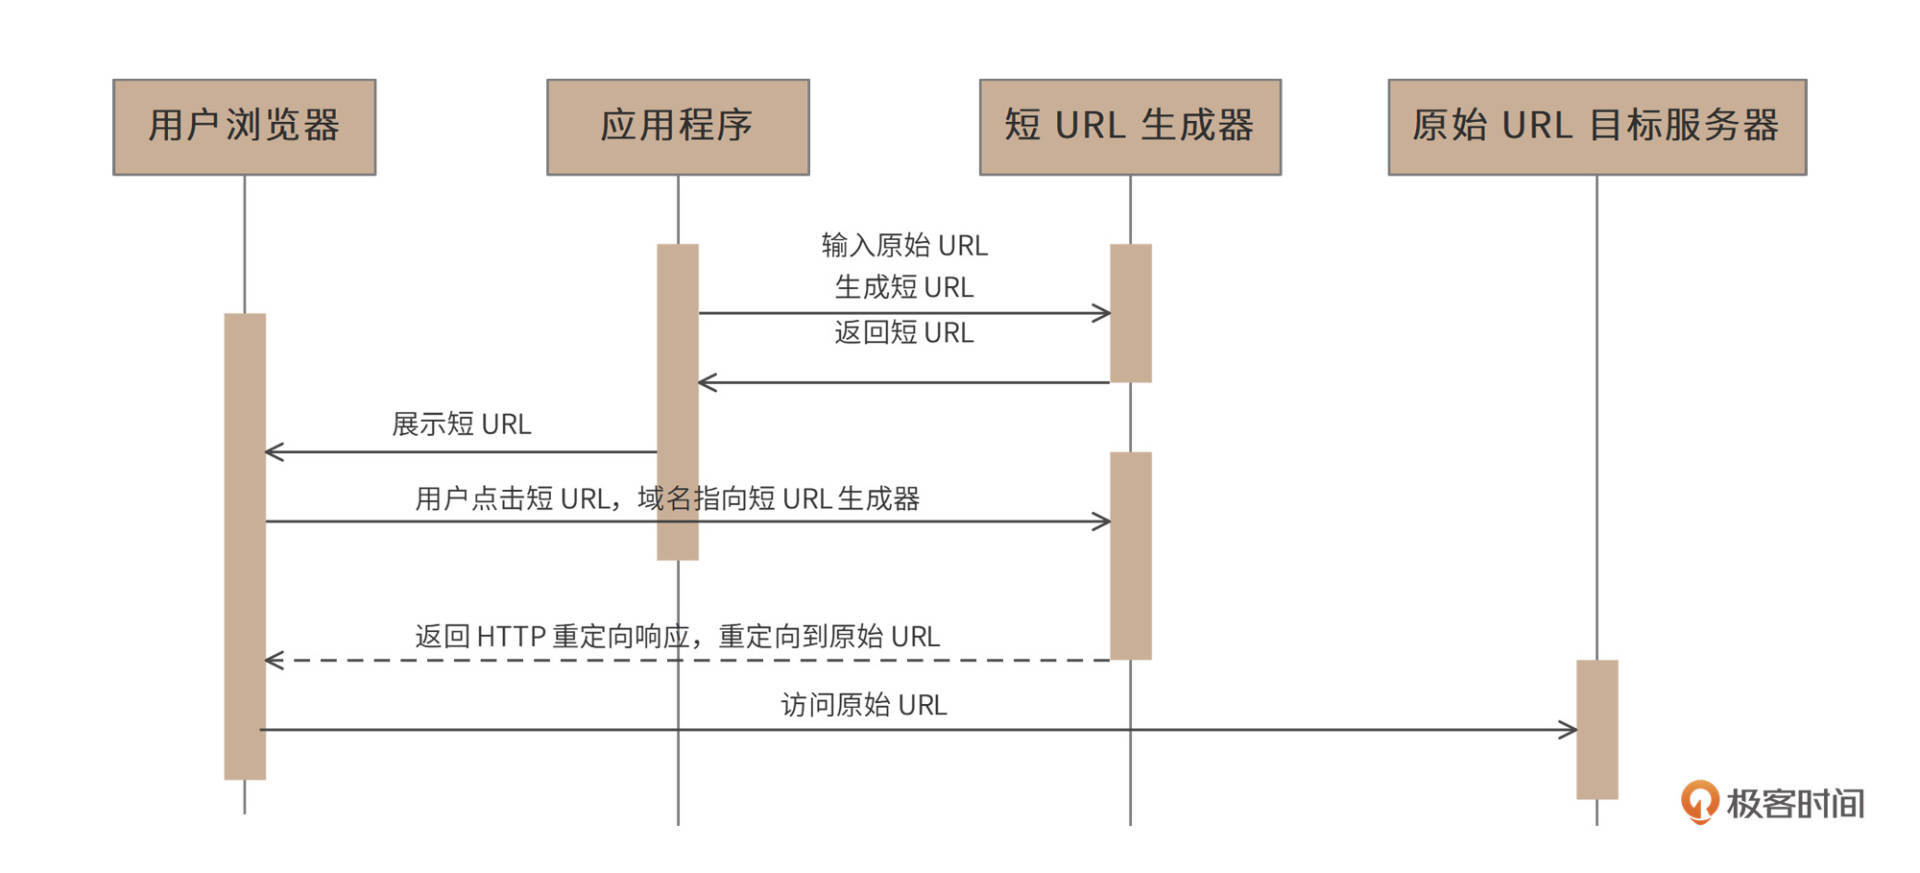 用户浏览器
应用程序
短 URL 生成器
原始 URL 目标服务器
输入原始 URL
生成短 URL
返回短 URL
展示短 URL
用户点击短 URL，域名指向短 URL 生成器
返回 HTTP 重定向响应，重定向到原始 URL
访问原始 URL
极客时间